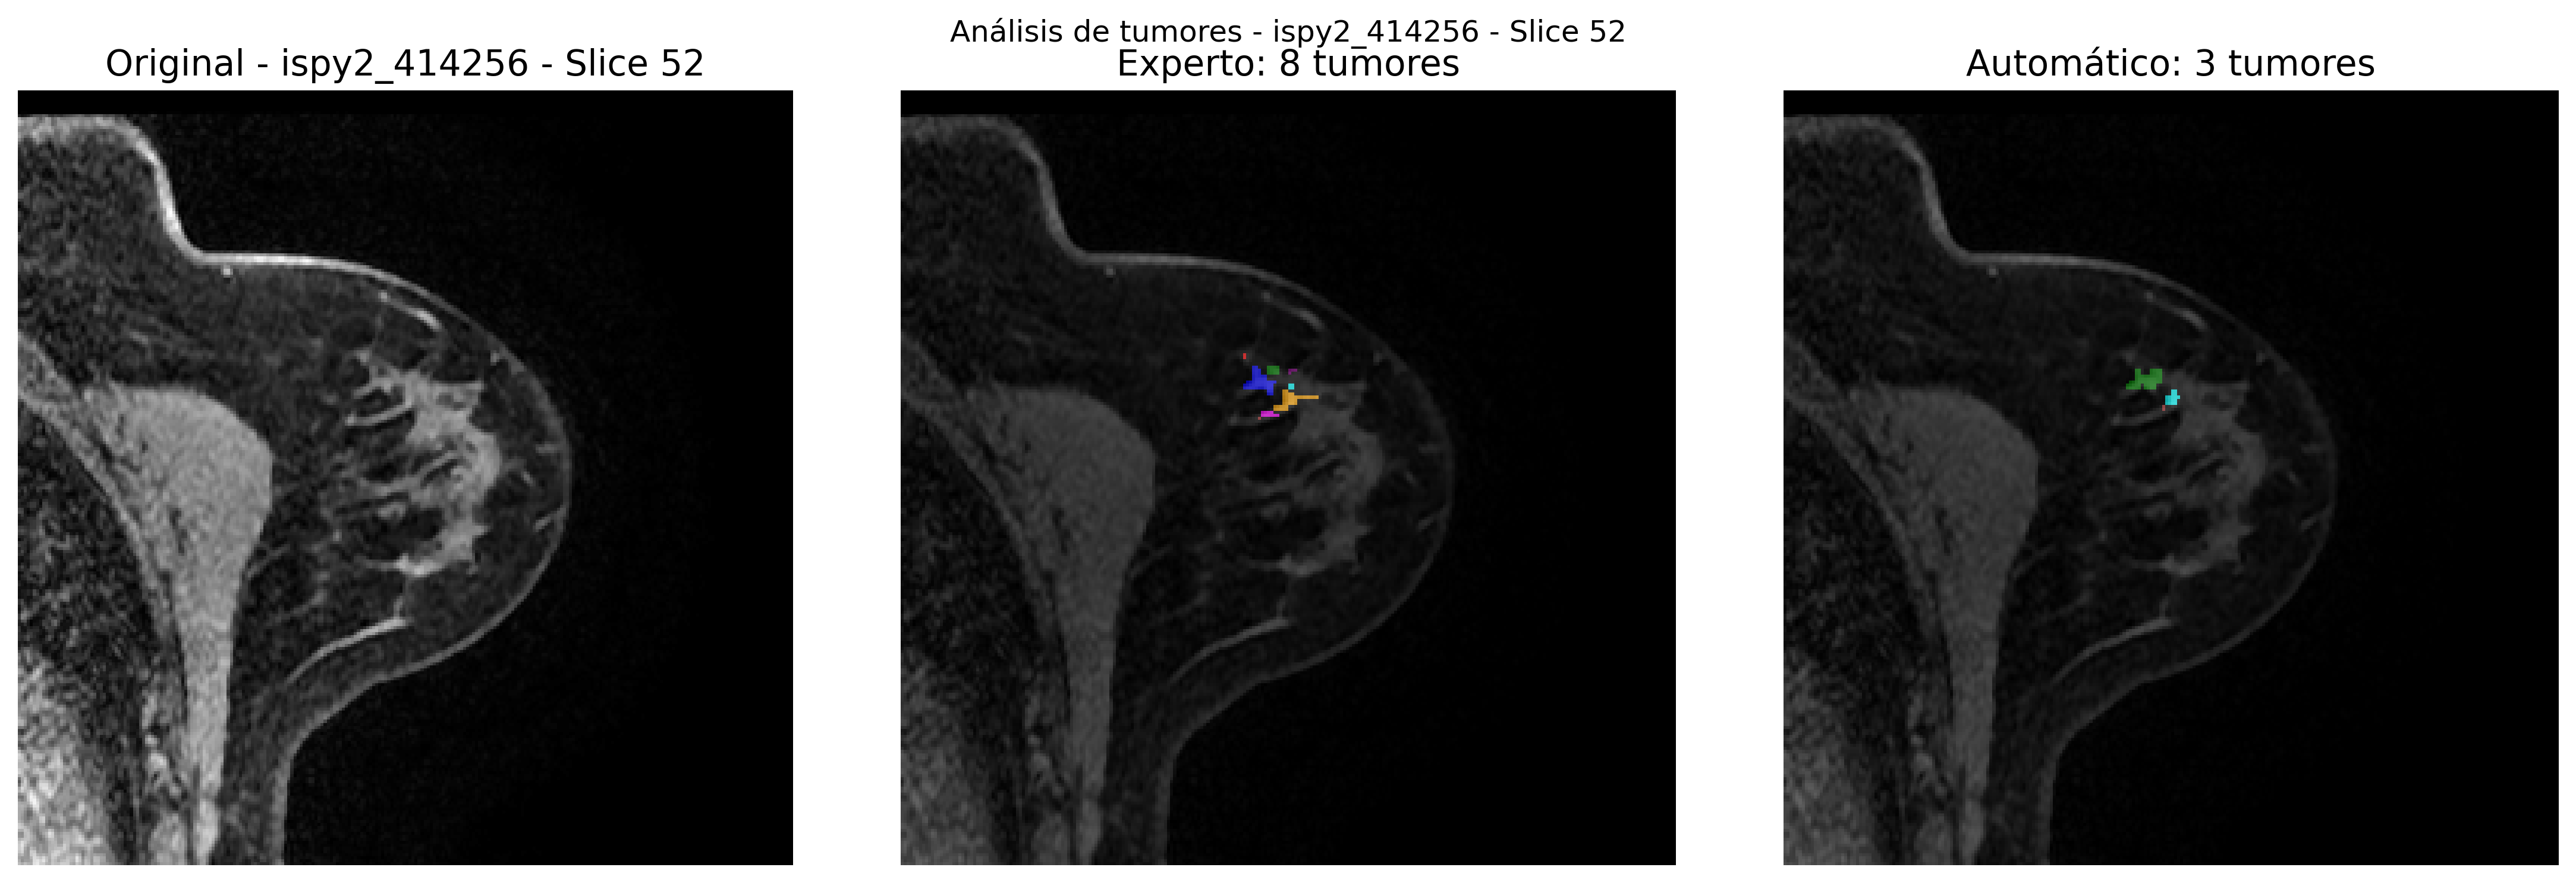 Análisis de tumores - ispy2_414256 - Slice 52
Original - ispy2_414256 - Slice 52
Experto: 8 tumores
Automático: 3 tumores